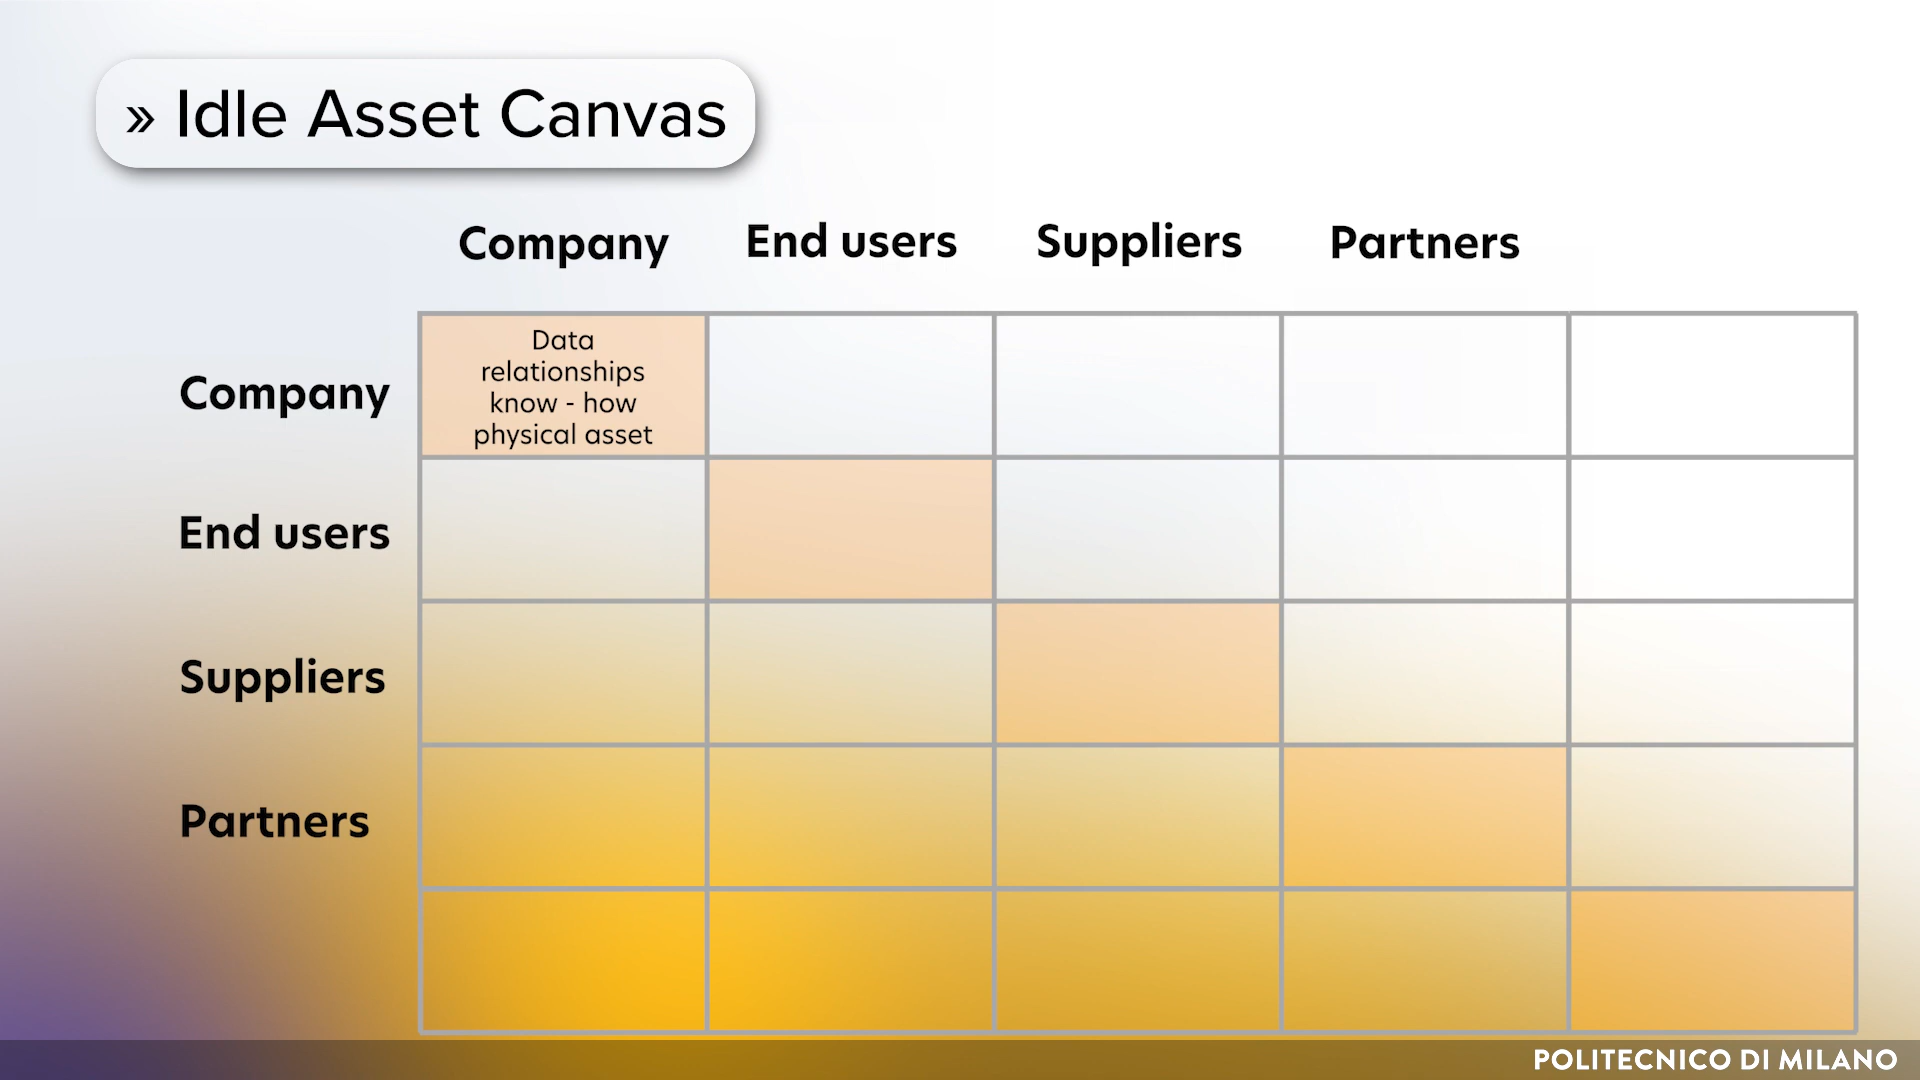 » Idle Asset Canvas
Company End users Suppliers Partners
Company
Data
relationships
know - how
physical asset
End users
Suppliers
Partners
POLITECNICO DI MILANO